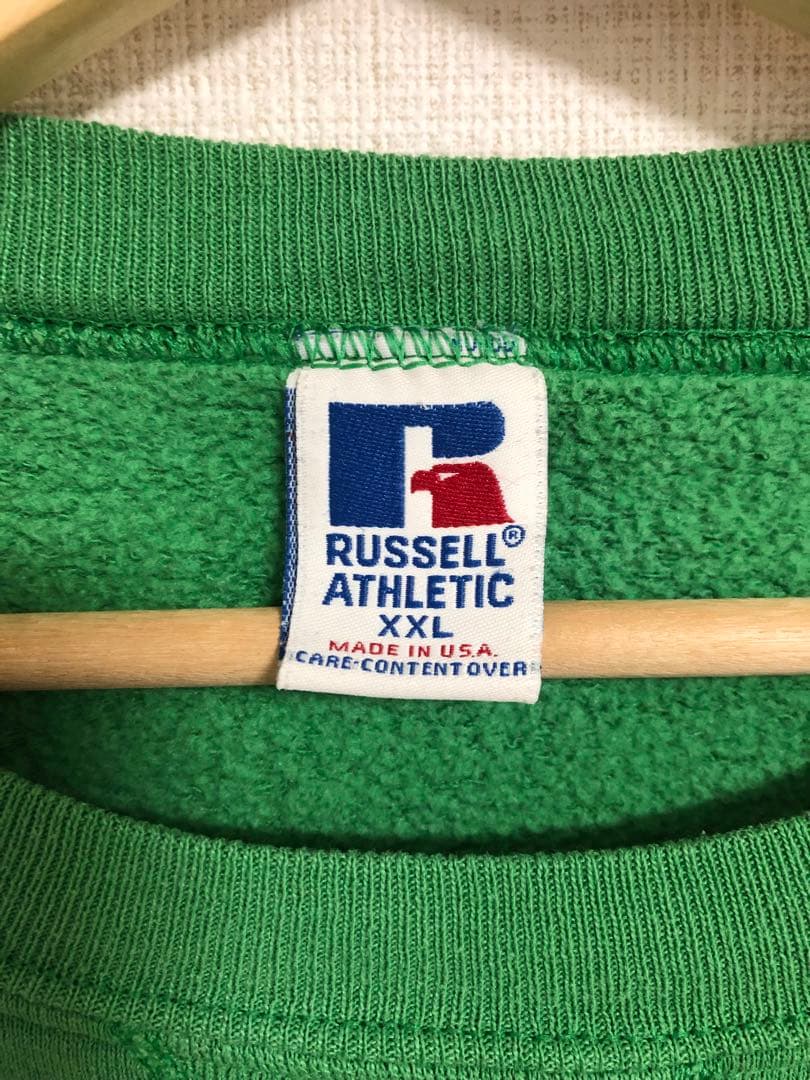 RUSSELL®
ATHLETIC
XXL
MADE IN U.S.A.
CARE-CONTENT OVER